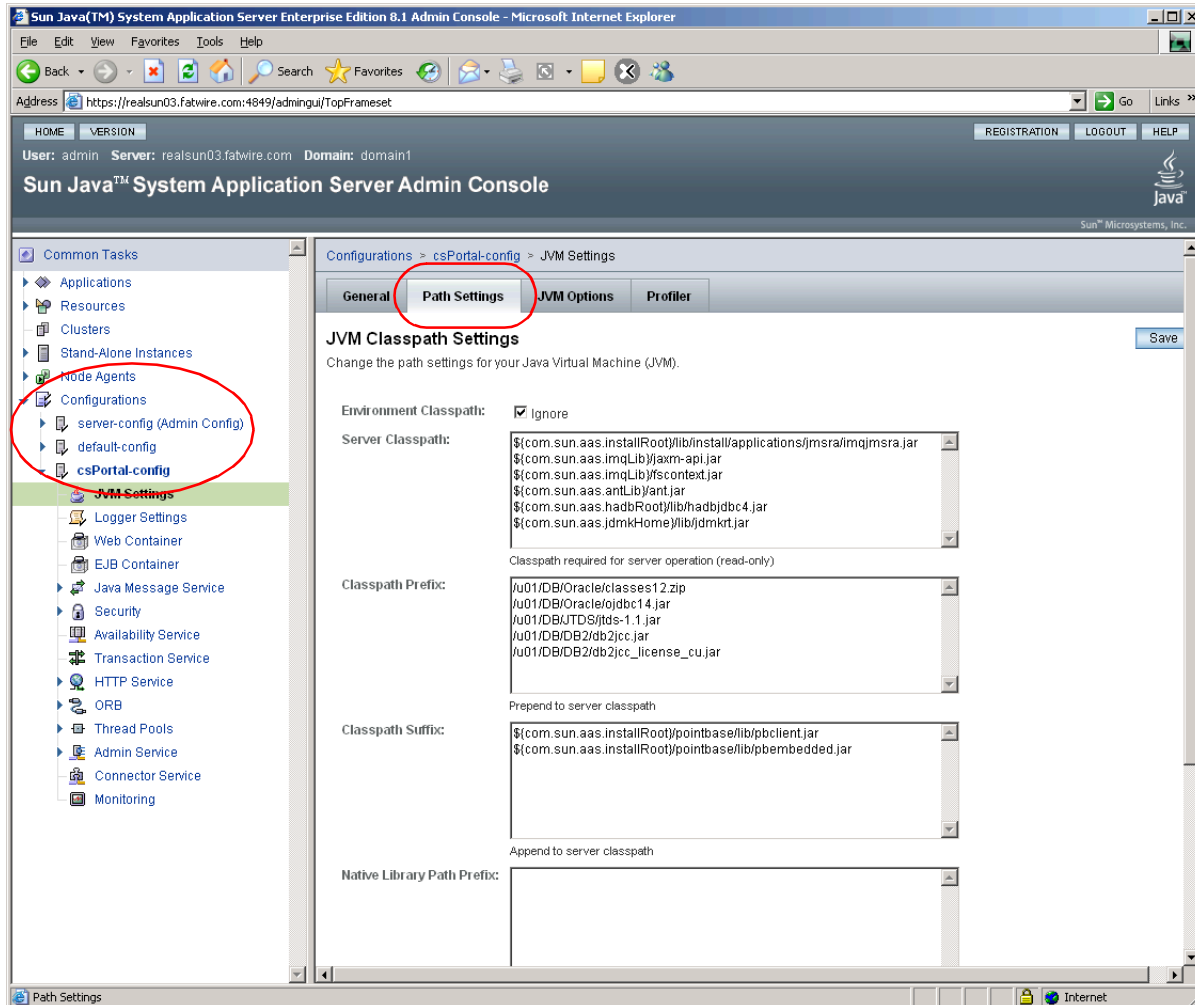 Sun Java(TM) System Application Server Enterprise Edition 8.1 Admin Console - Microsoft Internet Explorer
File Edit View Favorites Tools Help
Back Search Favorites
Address https://realsun03.fatwire.com:4849/admingui/TopFrameset Go Links »
HOME VERSION REGISTRATION LOGOUT HELP
User: admin Server: realsun03.fatwire.com Domain: domain1
Sun Java™ System Application Server Admin Console
Java™
Sun™ Microsystems, Inc.
Common Tasks
Applications
Resources
Clusters
Stand-Alone Instances
Node Agents
Configurations
server-config (Admin Config)
default-config
csPortal-config
JVM Settings
Logger Settings
Web Container
EJB Container
Java Message Service
Security
Availability Service
Transaction Service
HTTP Service
ORB
Thread Pools
Admin Service
Connector Service
Monitoring
Configurations > csPortal-config > JVM Settings
General Path Settings JVM Options Profiler
JVM Classpath Settings
Save
Change the path settings for your Java Virtual Machine (JVM).
Environment Classpath: Ignore
Server Classpath:
${com.sun.aas.installRoot}/lib/install/applications/jmsra/imqjmsra.jar
${com.sun.aas.imqLib}/jaxm-api.jar
${com.sun.aas.imqLib}/fscontext.jar
${com.sun.aas.antLib}/ant.jar
${com.sun.aas.hadbRoot}/lib/hadbjdbc4.jar
${com.sun.aas.jdmkHome}/lib/jdmkrt.jar
Classpath required for server operation (read-only)
Classpath Prefix:
/u01/DB/Oracle/classes12.zip
/u01/DB/Oracle/ojdbc14.jar
/u01/DB/JTDS/jtds-1.1.jar
/u01/DB/DB2/db2jcc.jar
/u01/DB/DB2/db2jcc_license_cu.jar
Prepend to server classpath
Classpath Suffix:
${com.sun.aas.installRoot}/pointbase/lib/pbclient.jar
${com.sun.aas.installRoot}/pointbase/lib/pbembedded.jar
Append to server classpath
Native Library Path Prefix:
Path Settings
Internet